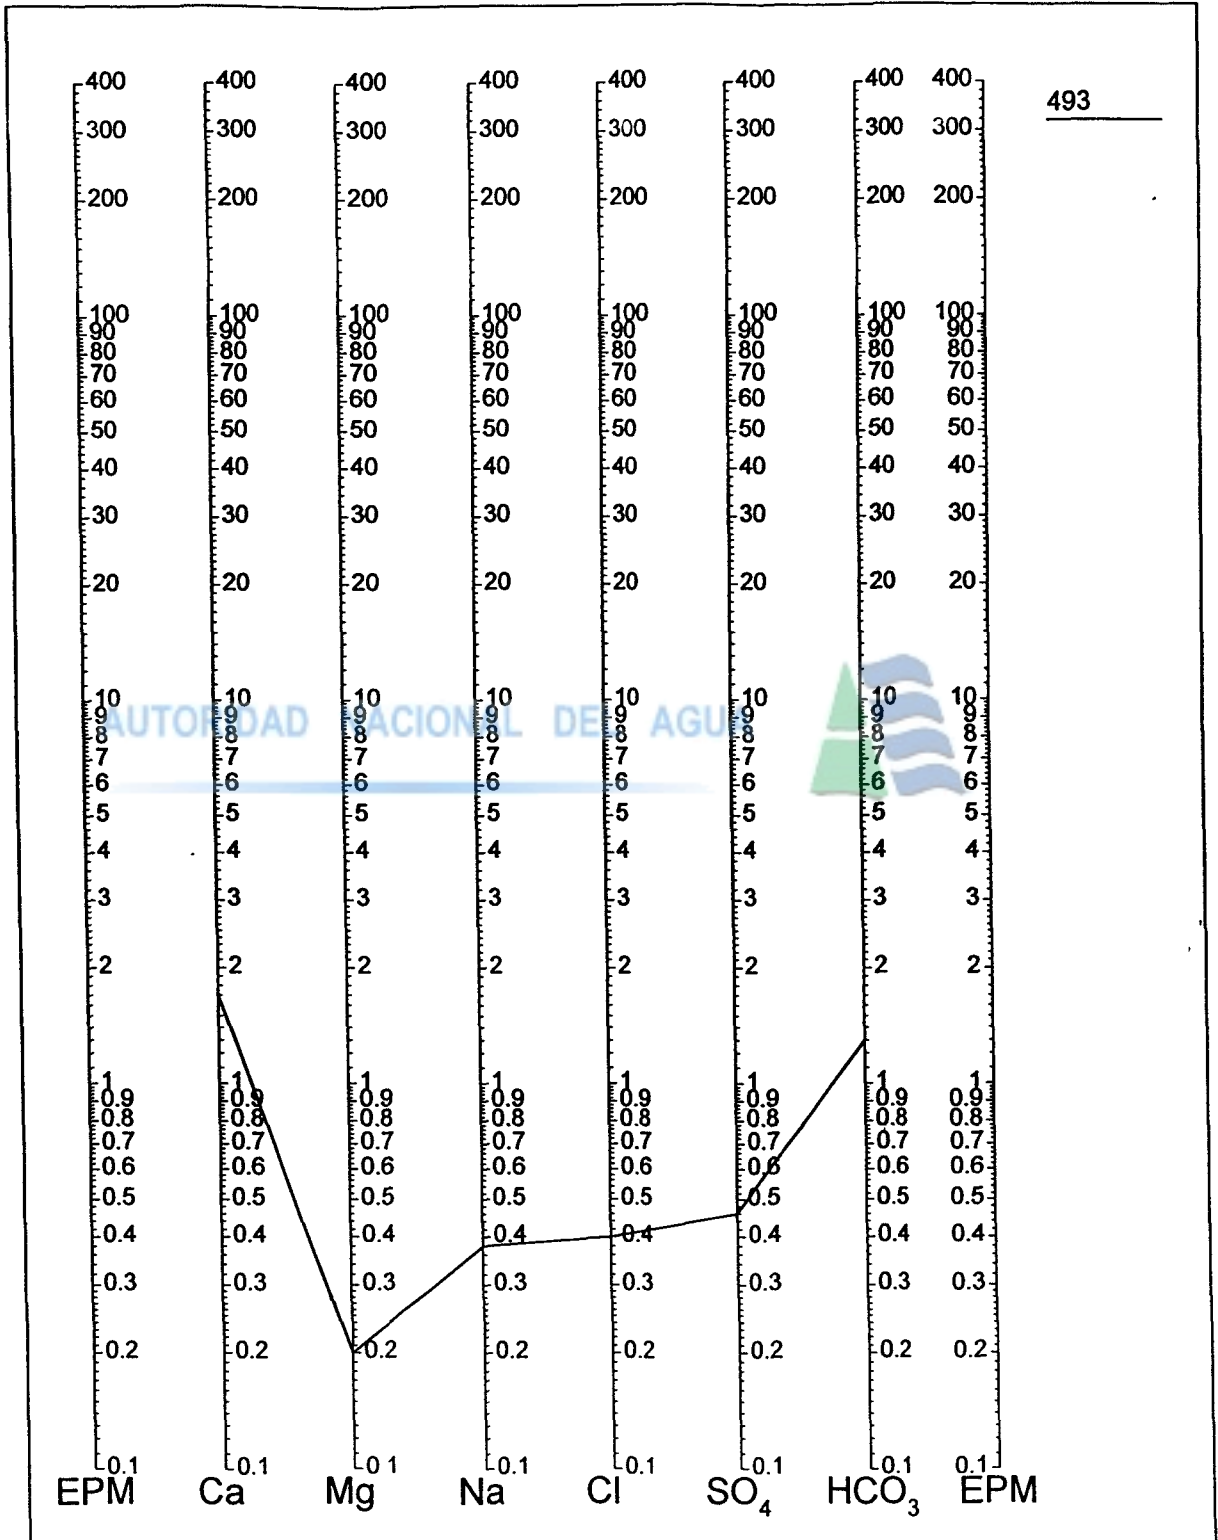 400 400 400 400 400 400 400 400
493
300 300 300 300 300 300 300 300
200 200 200 200 200 200 200 200
100 100 100 100 100 100 100 100
90 90 90 90 90 90 90 90
80 80 80 80 80 80 80 80
70 70 70 70 70 70 70 70
60 60 60 60 60 60 60 60
50 50 50 50 50 50 50 50
40 40 40 40 40 40 40 40
30 30 30 30 30 30 30 30
20 20 20 20 20 20 20 20
10 10 10 10 10 10 10 10
9 9 9 9 9 9 9 9
AUTORIDAD NACIONAL DEL AGUA
8 8 8 8 8 8 8 8
7 7 7 7 7 7 7 7
6 6 6 6 6 6 6 6
5 5 5 5 5 5 5 5
4 4 4 4 4 4 4 4
3 3 3 3 3 3 3 3
2 2 2 2 2 2 2 2
1 1 1 1 1 1 1 1
0.9 0.9 0.9 0.9 0.9 0.9 0.9 0.9
0.8 0.8 0.8 0.8 0.8 0.8 0.8 0.8
0.7 0.7 0.7 0.7 0.7 0.7 0.7 0.7
0.6 0.6 0.6 0.6 0.6 0.6 0.6 0.6
0.5 0.5 0.5 0.5 0.5 0.5 0.5 0.5
0.4 0.4 0.4 0.4 0.4 0.4 0.4 0.4
0.3 0.3 0.3 0.3 0.3 0.3 0.3 0.3
0.2 0.2 0.2 0.2 0.2 0.2 0.2 0.2
0.1 0.1 0 1 0.1 0.1 0.1 0.1 0.1
EPM Ca Mg Na Cl SO4 HCO3 EPM